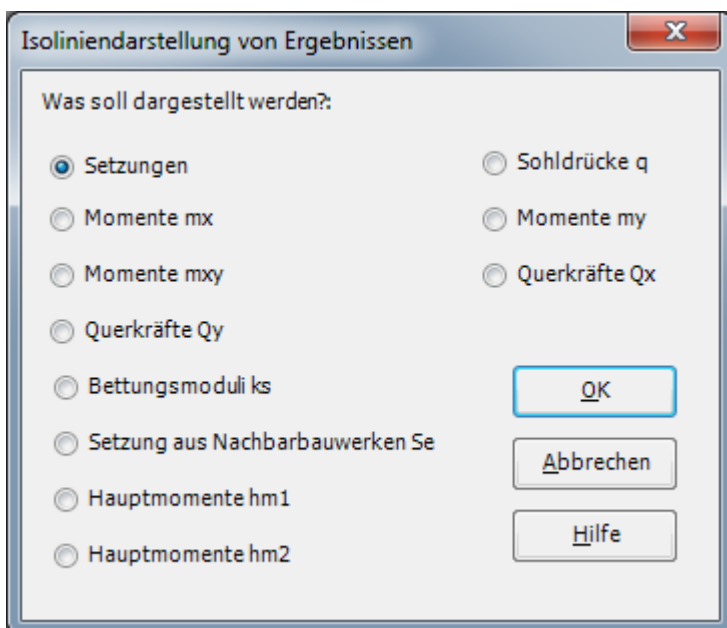 Isoliniendarstellung von Ergebnissen
Was soll dargestellt werden?:
Setzungen
Sohldrücke q
Momente mx
Momente my
Momente mxy
Querkräfte Qx
Querkräfte Qy
Bettungsmoduli ks
OK
Setzung aus Nachbarbauwerken Se
Abbrechen
Hauptmomente hm1
Hilfe
Hauptmomente hm2